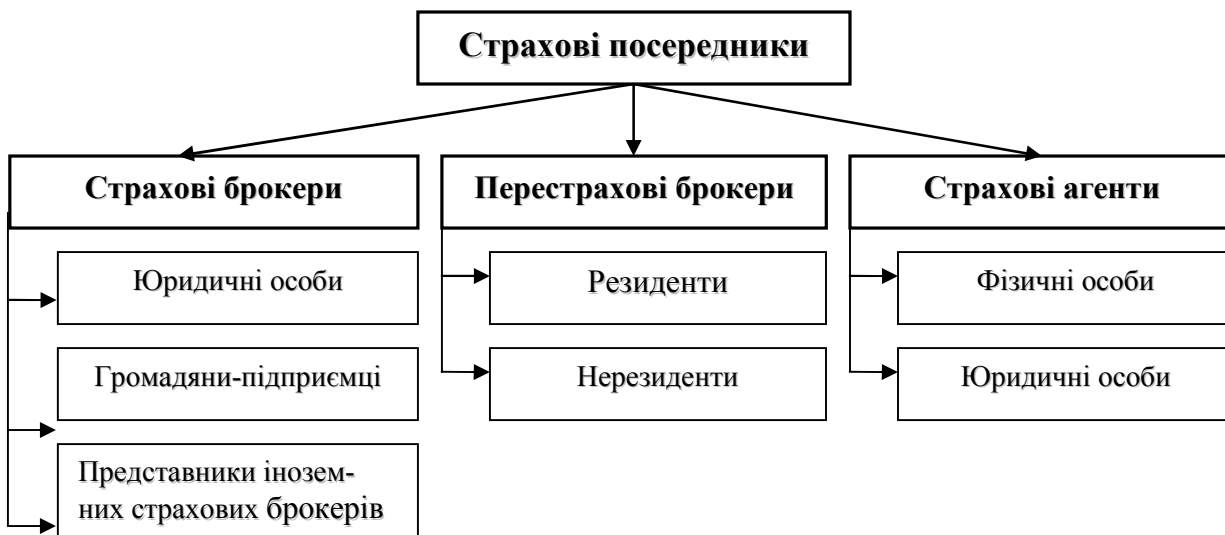 Страхові посередники
Страхові брокери
Перестрахові брокери
Страхові агенти
Юридичні особи
Резиденти
Фізичні особи
Громадяни-підприємці
Нерезиденти
Юридичні особи
Представники інозем-
них страхових брокерів